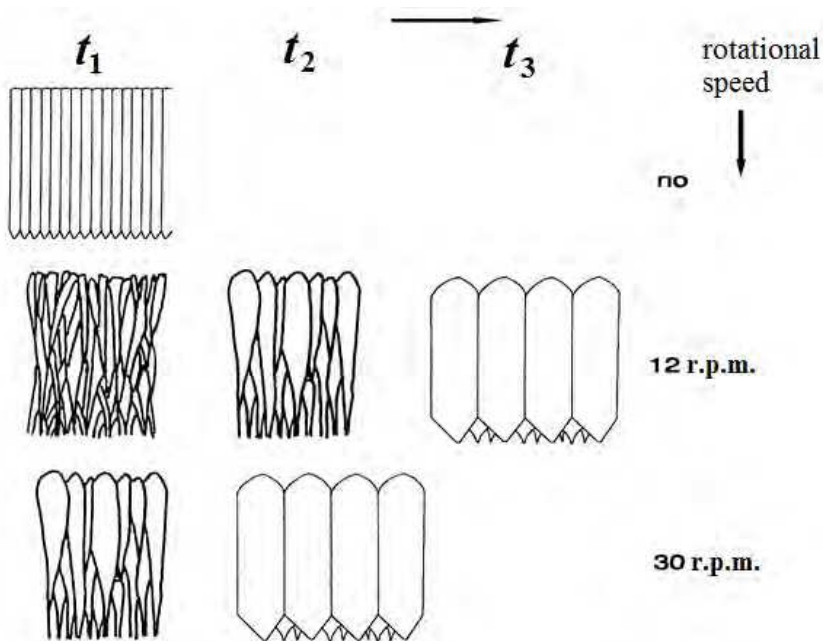 t1 t2 t3
rotational
speed
no
12 r.p.m.
30 r.p.m.